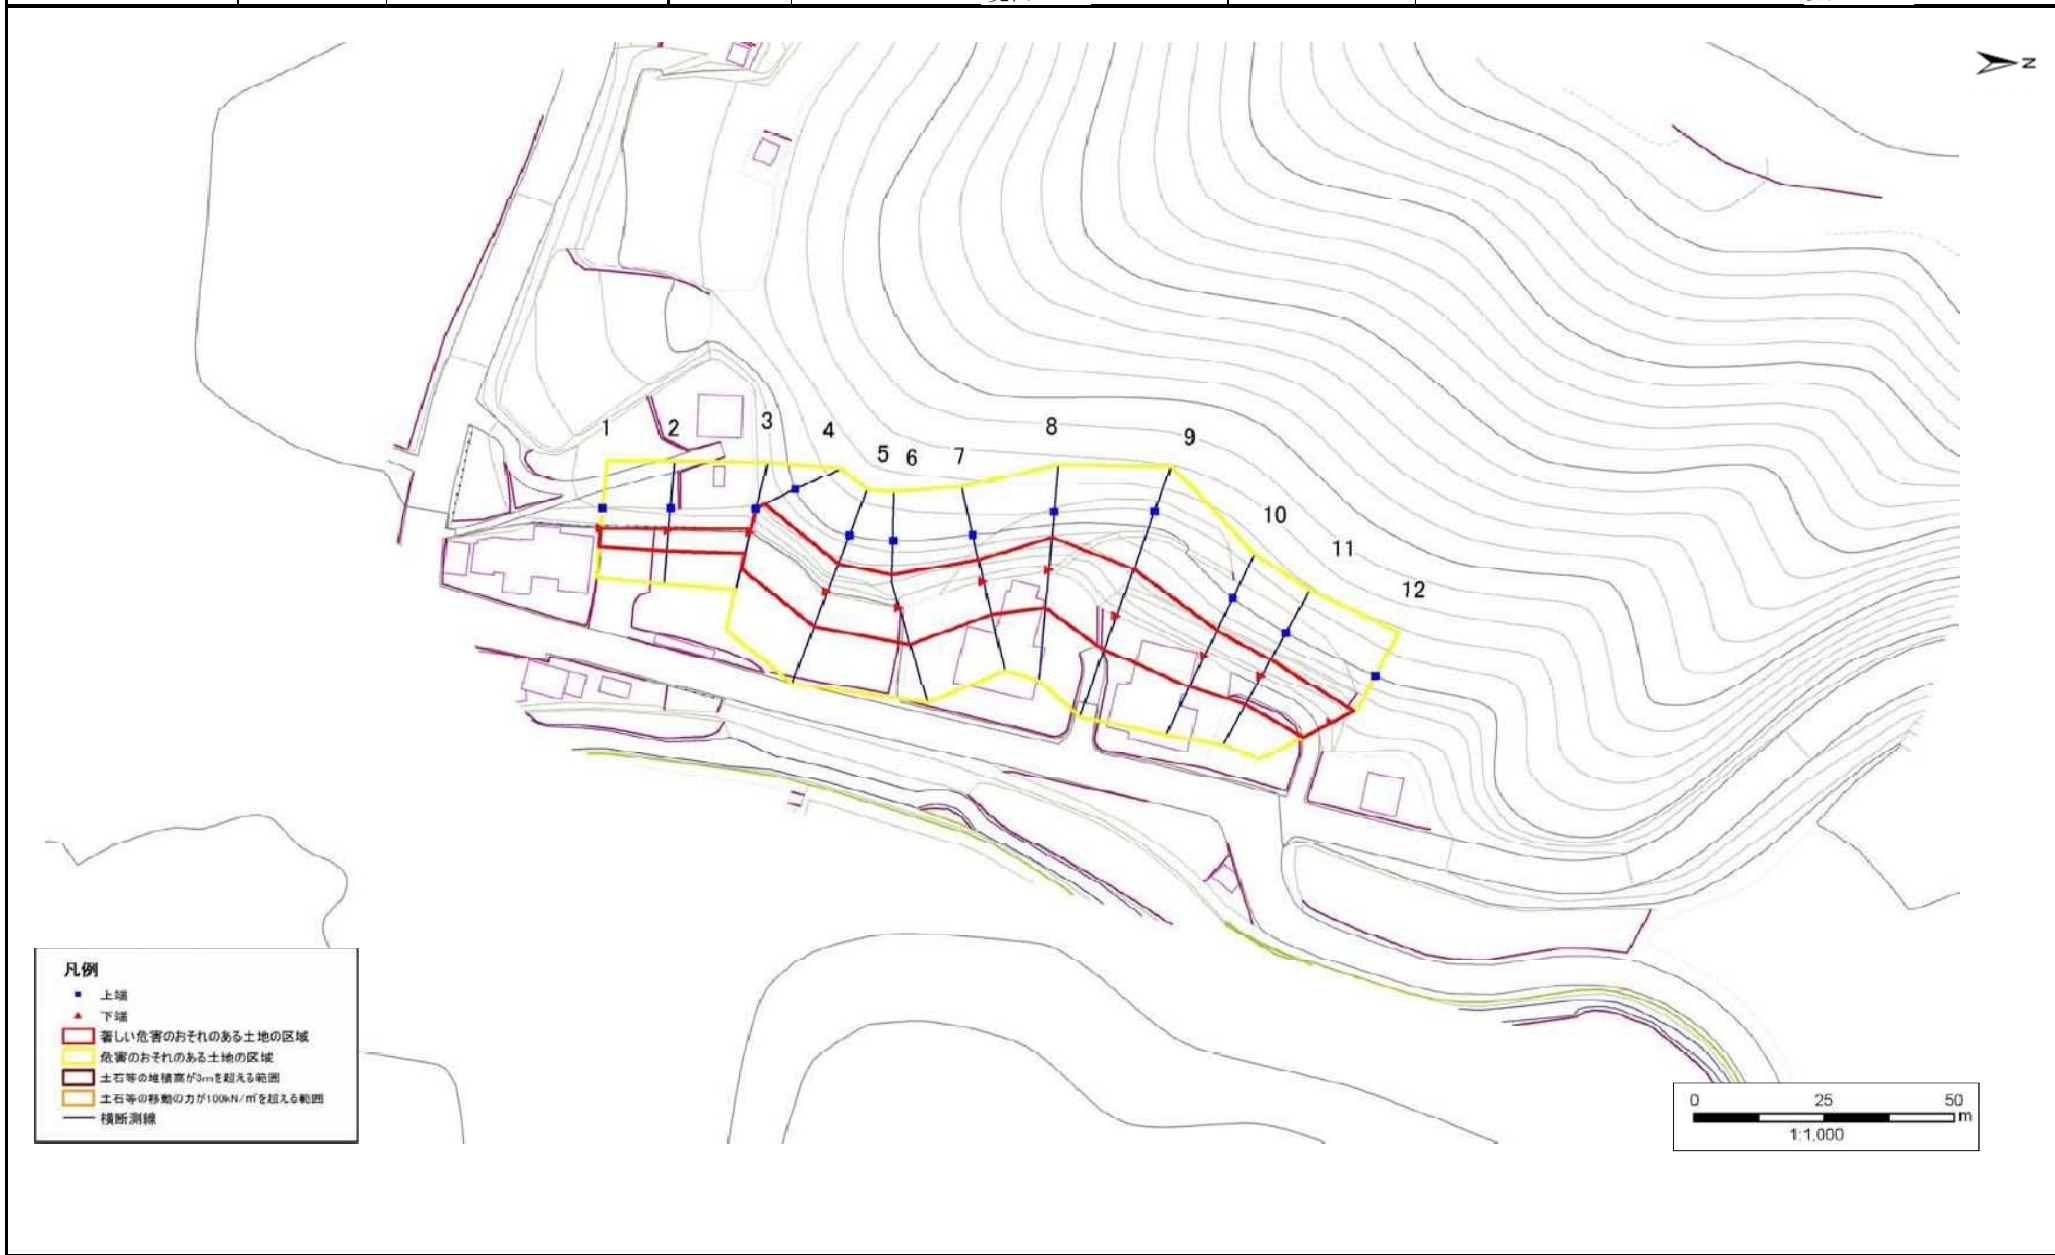 N
1
2
3
4
5
6
7
8
9
10
11
12
凡例
上端
下端
著しい危害のおそれのある土地の区域
危害のおそれのある土地の区域
土石等の堆積高が3mを超える範囲
土石等の移動の力が100kN/㎡を超える範囲
横断測線
0 25 50
m
1:1,000